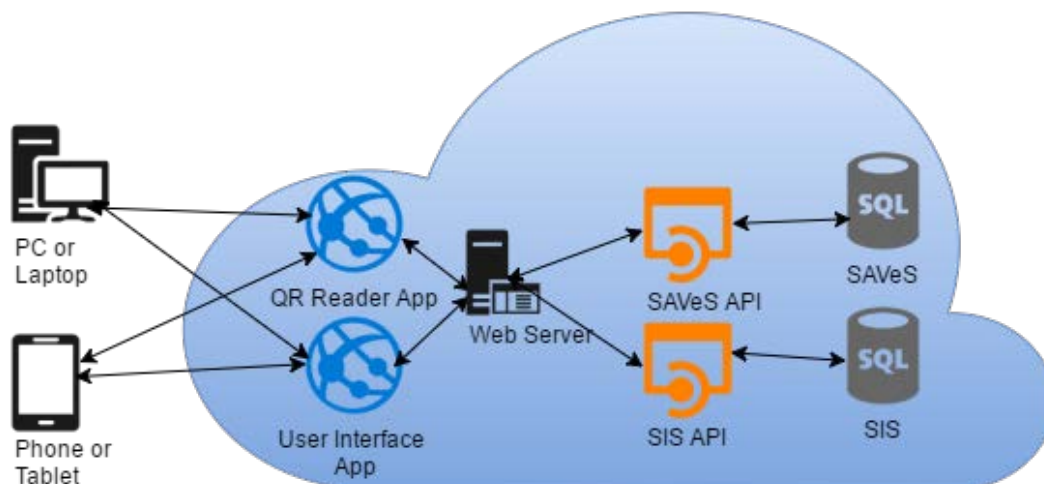 PC or
Laptop
QR Reader App
Web Server
SAVeS API
SQL
SAVeS
Phone or
Tablet
User Interface
App
SIS API
SQL
SIS